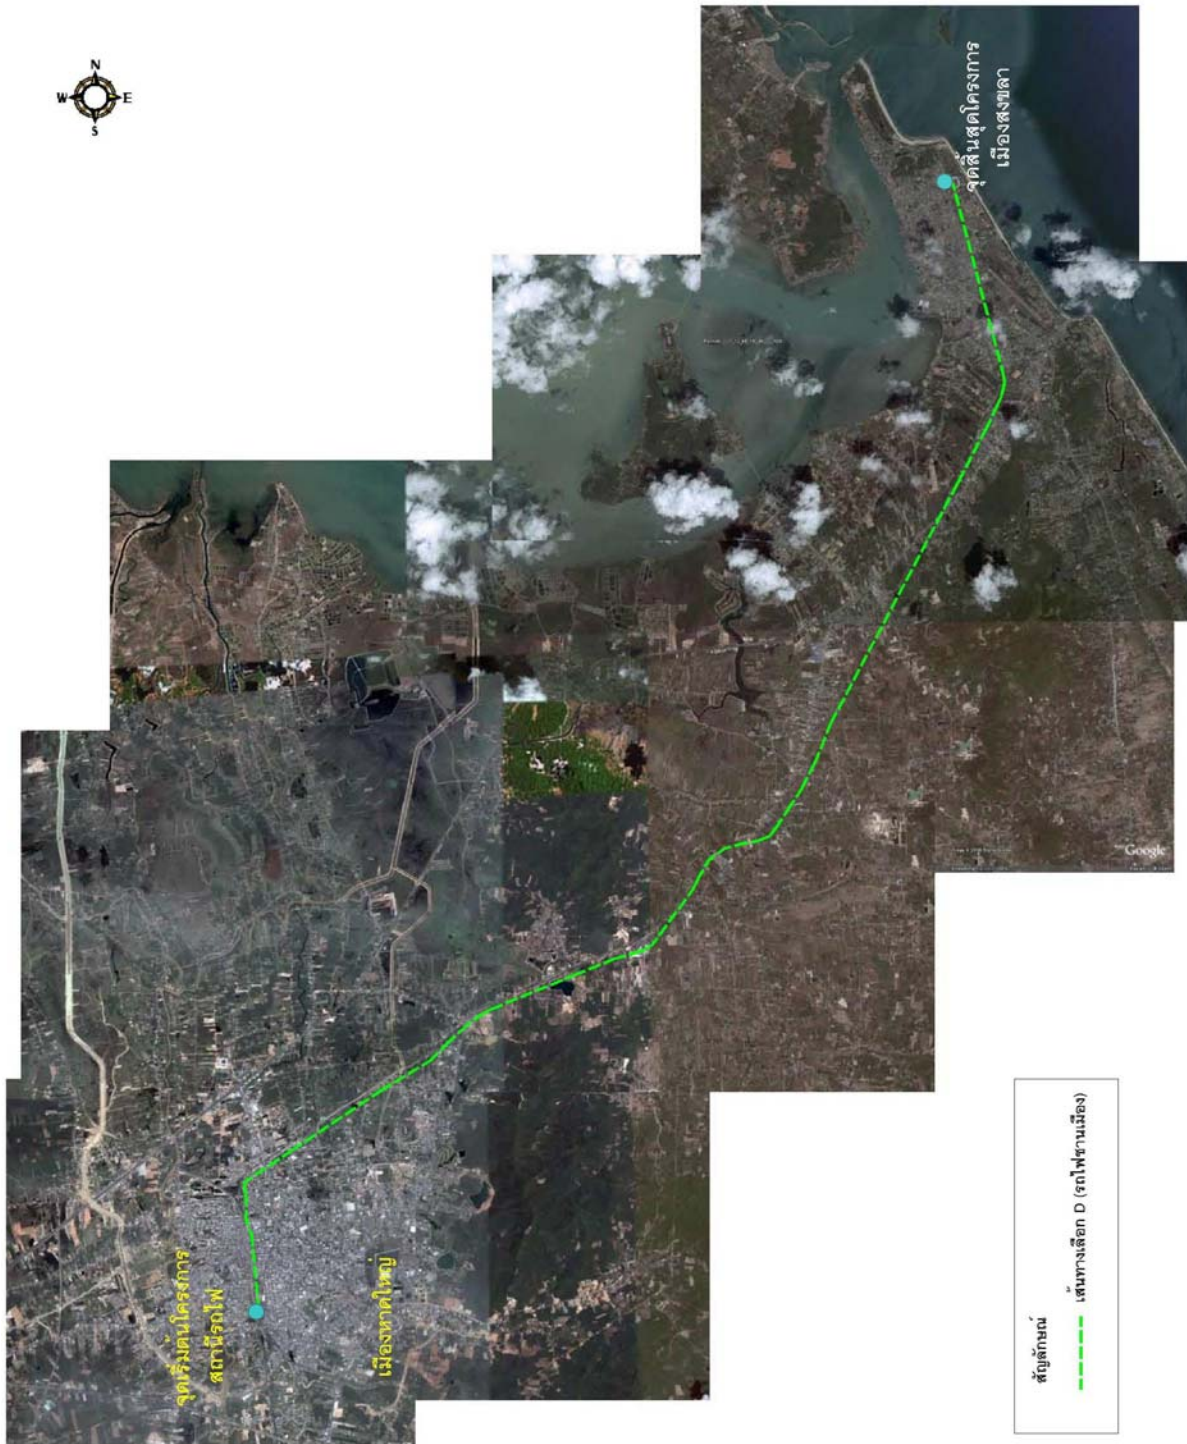 N
W E
S
จุดสิ้นสุดโครงการ
เมืองสงขลา
Google
จุดเริ่มต้นโครงการ
สถานีรถไฟ
เมืองหาดใหญ่
สัญลักษณ์
เส้นทางเลือก D (รถไฟชานเมือง)